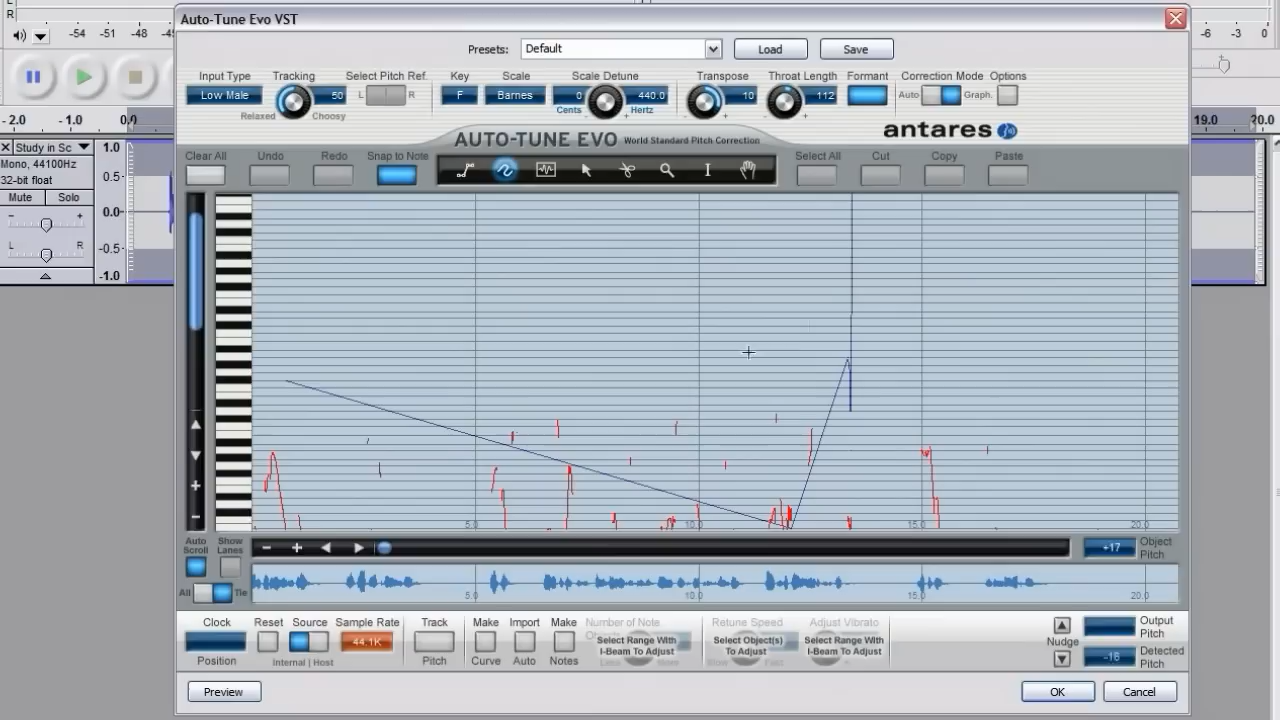 Auto-Tune Evo VST
L
R
-54 -51 -48
-6 -3 0
Presets: Default Load Save
Input Type Tracking Select Pitch Ref. Key Scale Scale Detune Transpose Throat Length Formant Correction Mode Options
Low Male 50 L R F Barnes 0 440.0 10 112 Auto Graph.
Relaxed Choosy Cents Hertz
-2.0 -1.0 0.0 19.0 20.0
AUTO-TUNE EVO World Standard Pitch Correction antares
Study in Sc
Mono, 44100Hz
32-bit float
Mute Solo
- +
L R
1.0
0.5
0.0
-0.5
-1.0
Clear All Undo Redo Snap to Note Select All Cut Copy Paste
5.0 10.0 15.0 20.0
Auto Scroll
Show Lanes
+17 Object Pitch
All Tie
5.0 10.0 15.0 20.0
Clock Reset Source Sample Rate Track Make Import Make Number of Note Retune Speed Adjust Vibrato
44.1K
Position Internal | Host Pitch Curve Auto Notes
Select Range With I-Beam To Adjust
Select Object(s) To Adjust
Select Range With I-Beam To Adjust
Nudge
Output Pitch
-16 Detected Pitch
Preview OK Cancel